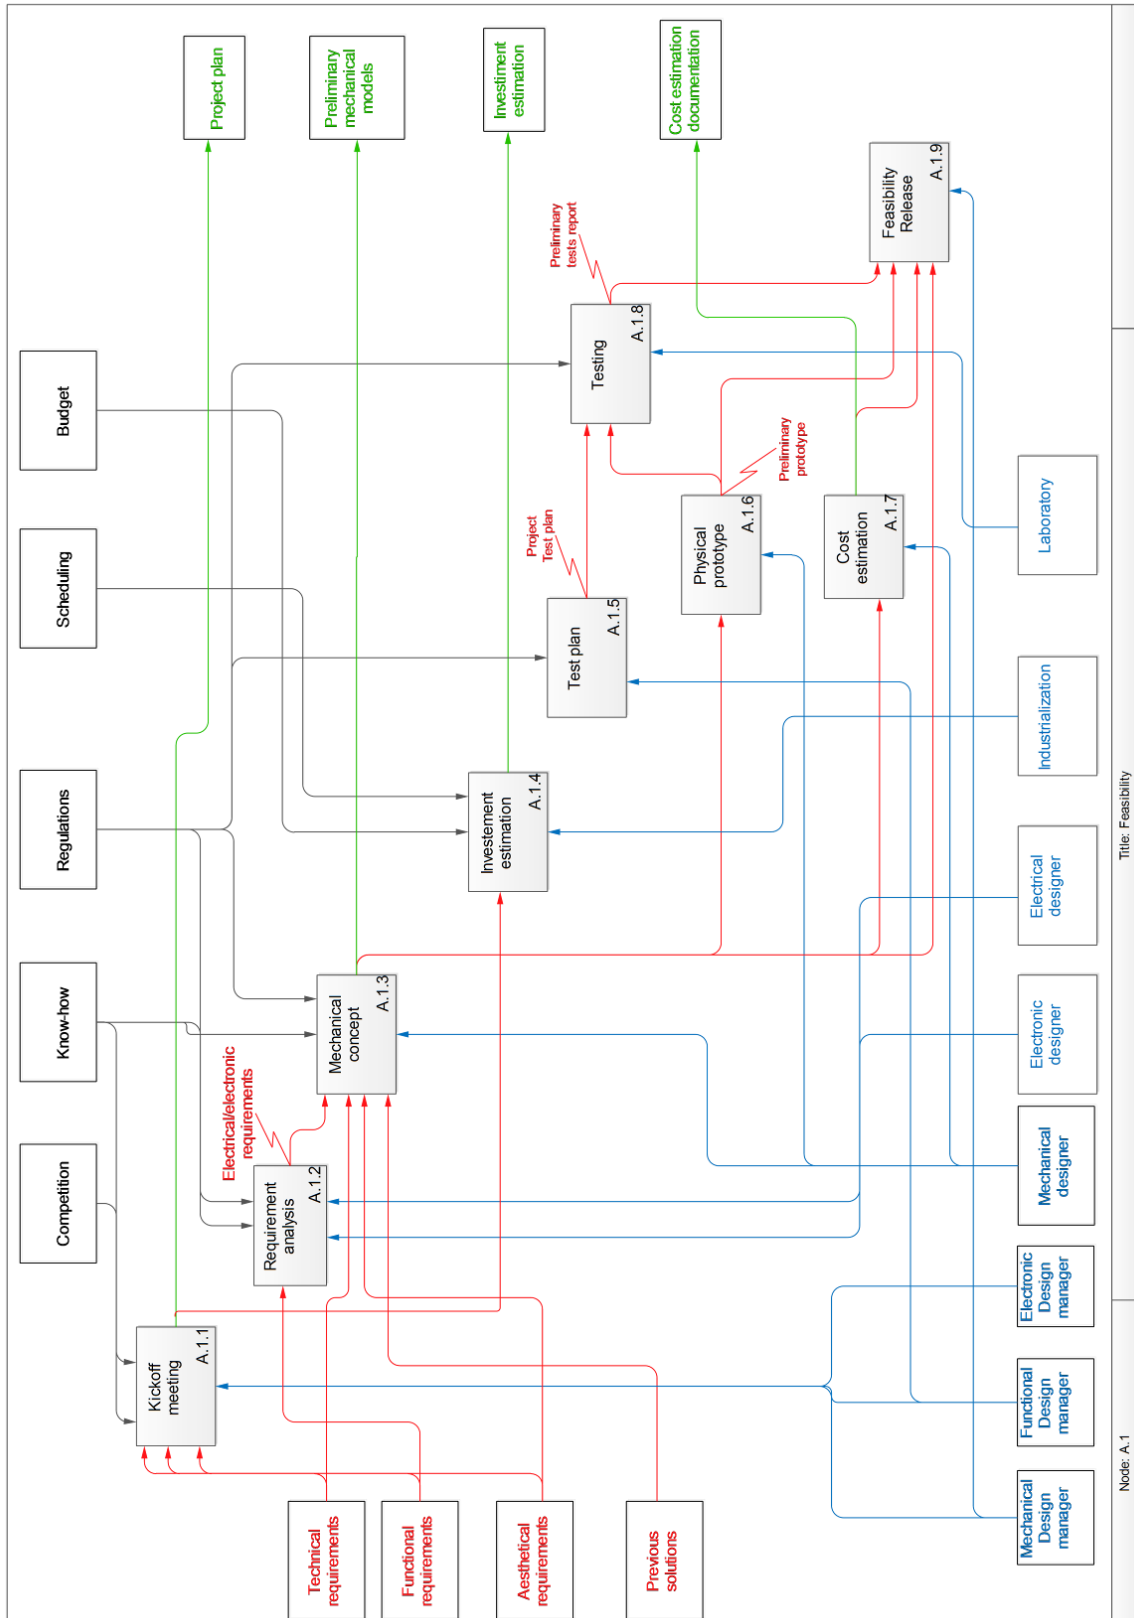 Competition
Know-how
Regulations
Scheduling
Budget
Project plan
Preliminary
mechanical
models
Investiment
estimation
Cost estimation
documentation
Kickoff
meeting
A.1.1
Requirement
analysis
A.1.2
Electrical/electronic
requirements
Mechanical
concept
A.1.3
Investement
estimation
A.1.4
Test plan
A.1.5
Project
Test plan
Physical
prototype
A.1.6
Preliminary
prototype
Cost
estimation
A.1.7
Testing
A.1.8
Preliminary
tests report
Feasibility
Release
A.1.9
Technical
requirements
Functional
requirements
Aesthetical
requirements
Previous
solutions
Mechanical
Design
manager
Functional
Design
manager
Electronic
Design
manager
Mechanical
designer
Electronic
designer
Electrical
designer
Industrialization
Laboratory
Node: A.1
Title: Feasibility